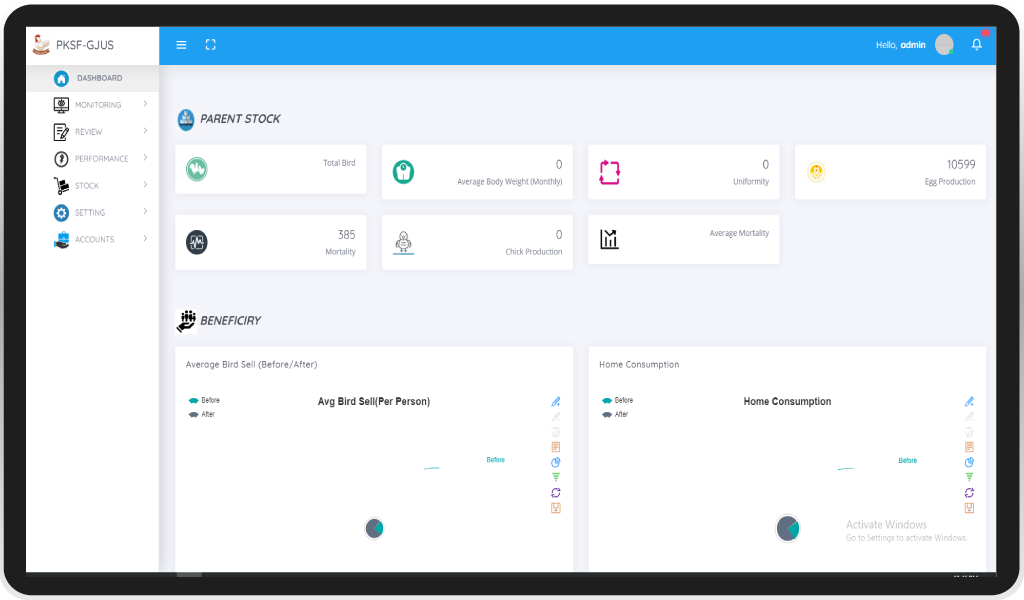 PKSF-GJUS
Hello, admin
DASHBOARD
MONITORING
REVIEW
PERFORMANCE
STOCK
SETTING
ACCOUNTS
PARENT STOCK
Total Bird
0
Average Body Weight (Monthly)
0
Uniformity
10599
Egg Production
385
Mortality
0
Chick Production
Average Mortality
BENEFICIRY
Average Bird Sell (Before/After)
Before
After
Avg Bird Sell(Per Person)
Before
Home Consumption
Before
After
Home Consumption
Before
Activate Windows
Go to Settings to activate Windows.